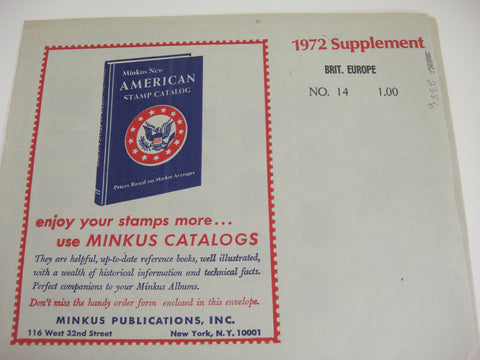 1972 Supplement
BRIT. EUROPE
NO. 14 1.00
Minkus New
AMERICAN
STAMP CATALOG
Prices Based on Market Averages
enjoy your stamps more...
use MINKUS CATALOGS
They are helpful, up-to-date reference books, well illustrated,
with a wealth of historical information and technical facts.
Perfect companions to your Minkus Albums.
Don't miss the handy order form enclosed in this envelope.
MINKUS PUBLICATIONS, INC.
116 West 32nd Street New York, N.Y. 10001